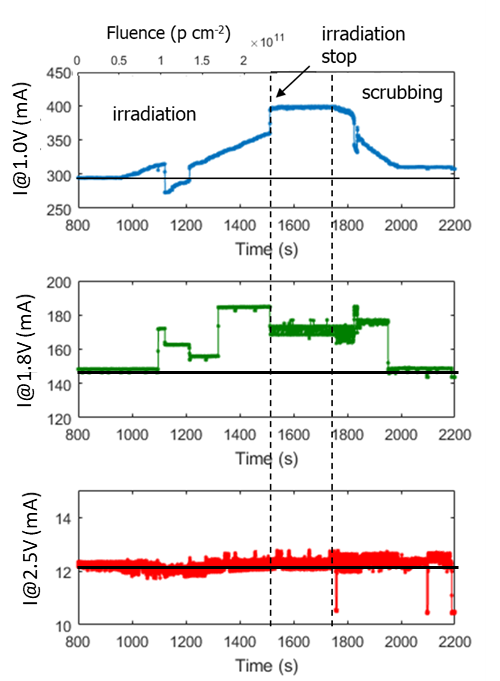 Fluence (p cm-2)
×10^11
0 0.5 1 1.5 2
irradiation
stop
irradiation
scrubbing
I@1.0V (mA)
450
400
350
300
250
800 1000 1200 1400 1600 1800 2000 2200
Time (s)
I@1.8V (mA)
200
180
160
140
120
800 1000 1200 1400 1600 1800 2000 2200
Time (s)
I@2.5V (mA)
14
12
10
800 1000 1200 1400 1600 1800 2000 2200
Time (s)